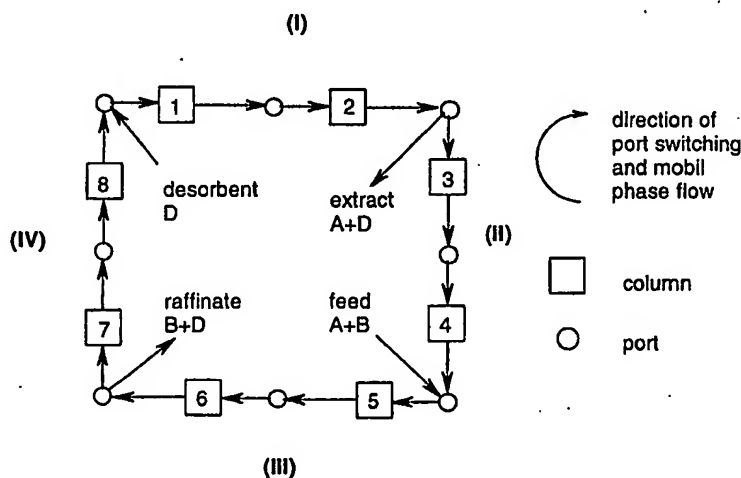 (I)
1
2
8
desorbent
D
extract
A+D
3
direction of
port switching
and mobil
phase flow
(IV)
(II)
7
raffinate
B+D
feed
A+B
4
column
port
6
5
(III)